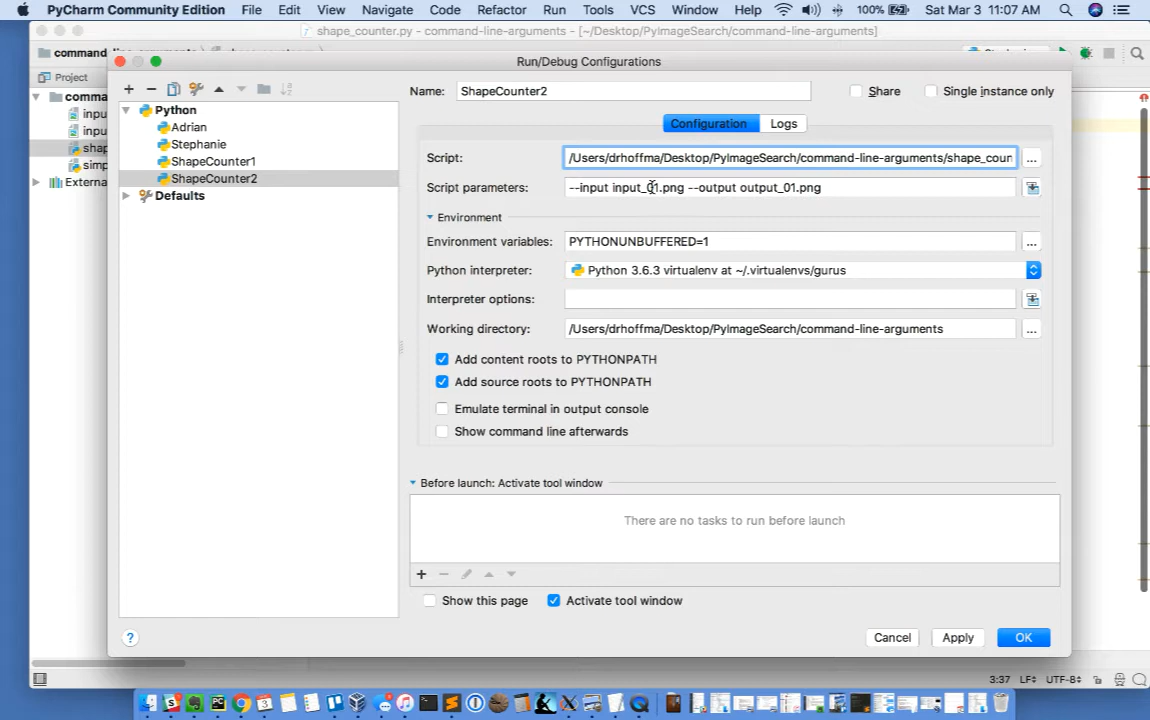 PyCharm Community Edition File Edit View Navigate Code Refactor Run Tools VCS Window Help 100% Sat Mar 3 11:07 AM
shape_counter.py - command-line-arguments - [~/Desktop/PyImageSearch/command-line-arguments]
Run/Debug Configurations
Project
Name: ShapeCounter2 Share Single instance only
comma
inpu
inpu
shap
simp
Extern
Python
Adrian
Stephanie
ShapeCounter1
ShapeCounter2
Defaults
Configuration Logs
Script: /Users/drhoffma/Desktop/PyImageSearch/command-line-arguments/shape_coun ...
Script parameters: --input input_01.png --output output_01.png
Environment
Environment variables: PYTHONUNBUFFERED=1 ...
Python interpreter: Python 3.6.3 virtualenv at ~/.virtualenvs/gurus
Interpreter options:
Working directory: /Users/drhoffma/Desktop/PyImageSearch/command-line-arguments ...
Add content roots to PYTHONPATH
Add source roots to PYTHONPATH
Emulate terminal in output console
Show command line afterwards
Before launch: Activate tool window
There are no tasks to run before launch
Show this page Activate tool window
? Cancel Apply OK
3:37 LF÷ UTF-8÷